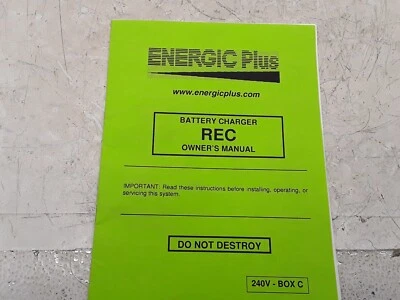 ENERGIC Plus
www.energicplus.com
BATTERY CHARGER
REC
OWNER'S MANUAL
IMPORTANT: Read these instructions before installing, operating, or
servicing this system.
DO NOT DESTROY
240V - BOX C